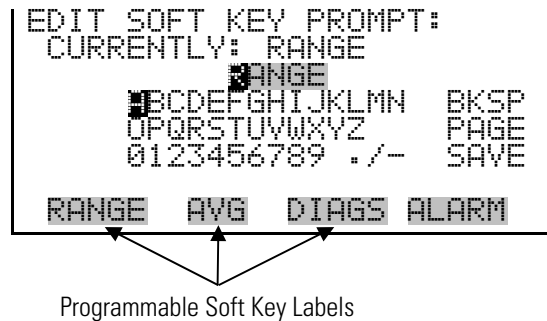 EDIT SOFT KEY PROMPT:
CURRENTLY: RANGE
RANGE
ABCDEFGHIJKLMN BKSP
OPQRSTUVWXYZ PAGE
0123456789 ./- SAVE
RANGE AVG DIAGS ALARM
Programmable Soft Key Labels